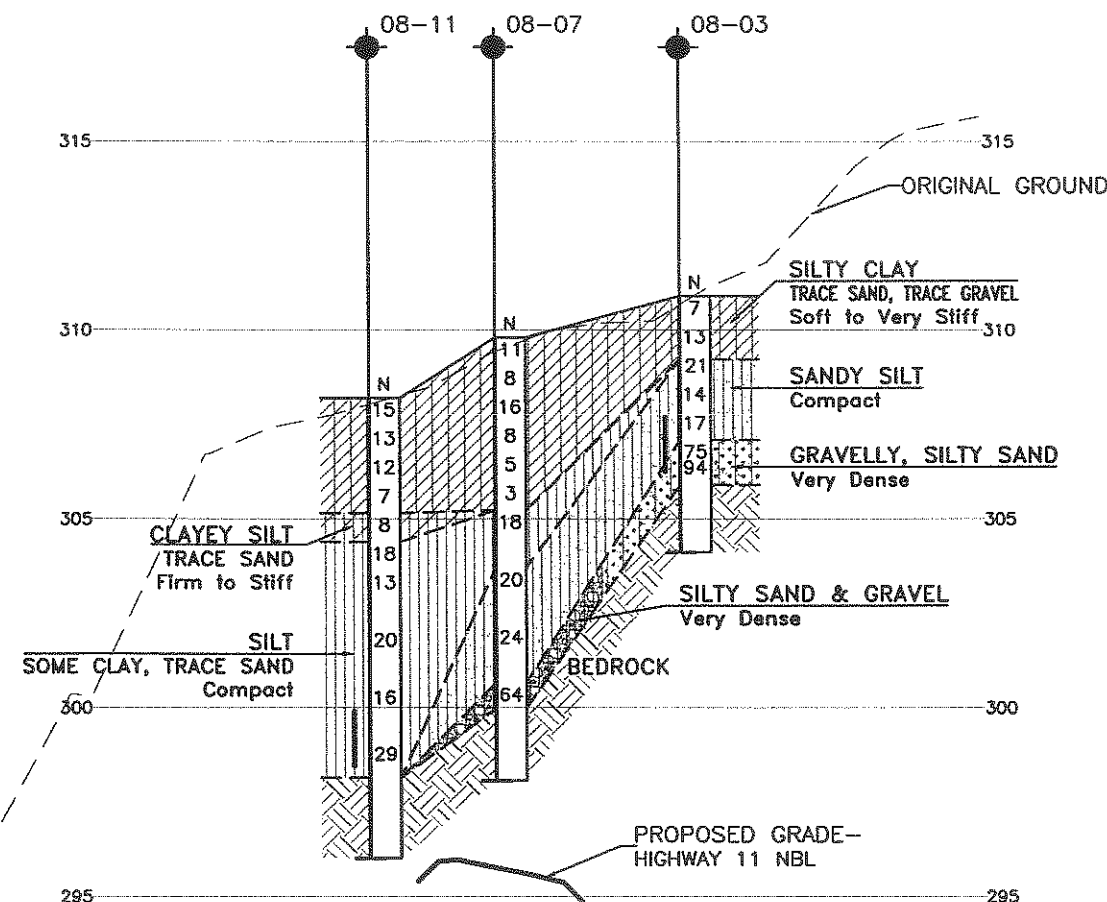 08-11
08-07
08-03
315
315
ORIGINAL GROUND
SILTY CLAY
TRACE SAND, TRACE GRAVEL
Soft to Very Stiff
310
310
SANDY SILT
Compact
GRAVELLY, SILTY SAND
Very Dense
N
7
13
21
14
17
75
94
N
11
8
16
8
5
3
18
20
24
64
N
15
13
12
7
8
18
13
20
16
29
305
305
CLAYEY SILT
TRACE SAND
Firm to Stiff
SILTY SAND & GRAVEL
Very Dense
SILT
SOME CLAY, TRACE SAND
Compact
BEDROCK
300
300
PROPOSED GRADE-
HIGHWAY 11 NBL
295
295